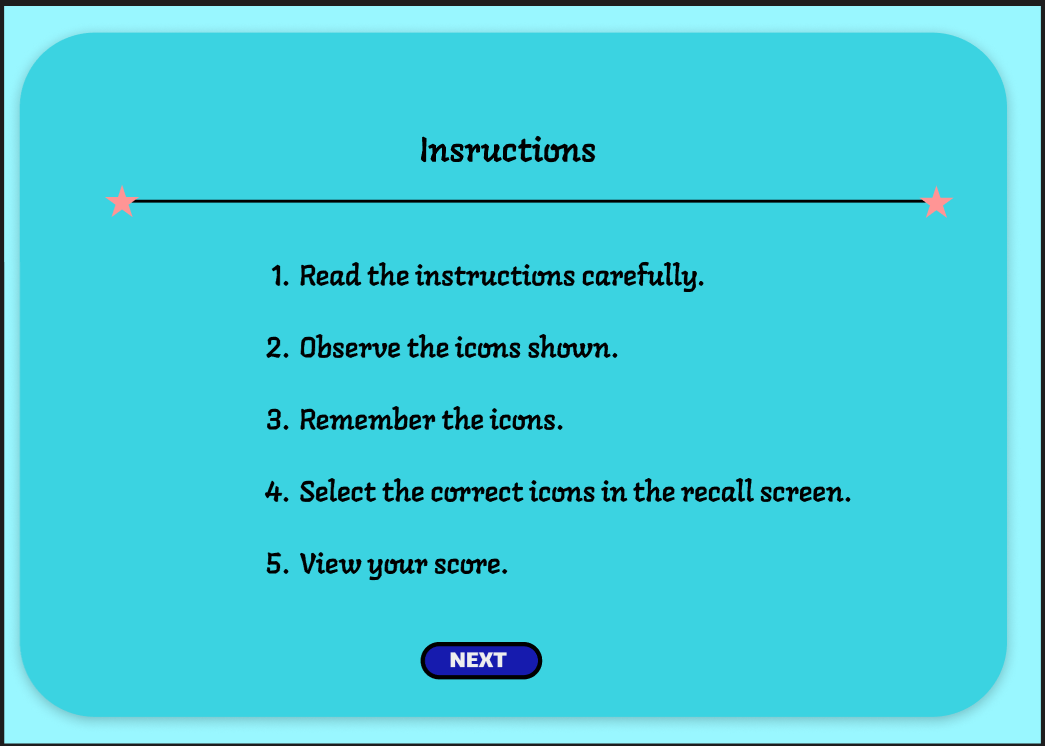 Insructions
1. Read the instructions carefully.
2. Observe the icons shown.
3. Remember the icons.
4. Select the correct icons in the recall screen.
5. View your score.
NEXT